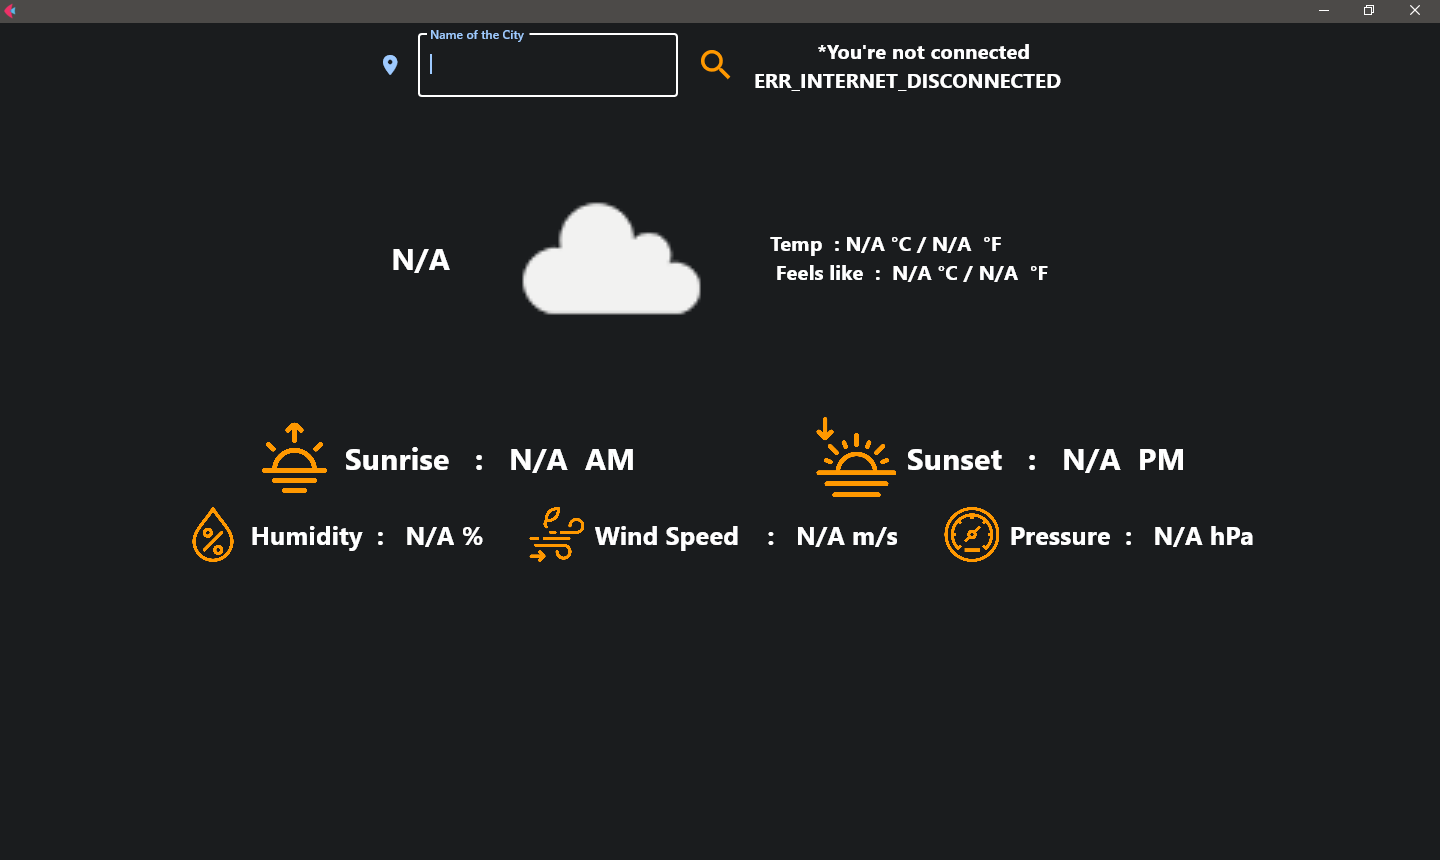 Name of the City
*You're not connected
ERR_INTERNET_DISCONNECTED
N/A
Temp : N/A °C / N/A °F
Feels like : N/A °C / N/A °F
Sunrise : N/A AM
Sunset : N/A PM
Humidity : N/A %
Wind Speed : N/A m/s
Pressure : N/A hPa